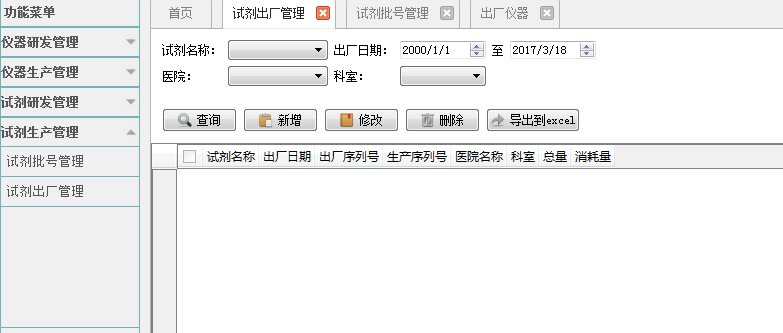 功能菜单
仪器研发管理
仪器生产管理
试剂研发管理
试剂生产管理
试剂批号管理
试剂出厂管理
首页 试剂出厂管理 试剂批号管理 出厂仪器
试剂名称： 出厂日期： 2000/1/1 至 2017/3/18
医院： 科室：
查询 新增 修改 删除 导出到excel
试剂名称 出厂日期 出厂序列号 生产序列号 医院名称 科室 总量 消耗量